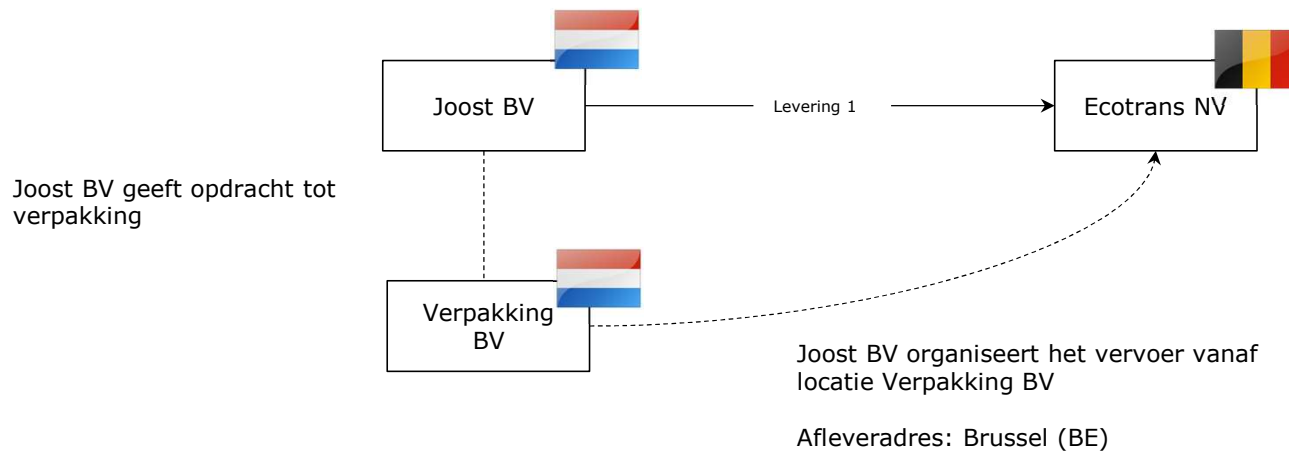 Joost BV
Levering 1
Ecotrans NV
Joost BV geeft opdracht tot
verpakking
Verpakking
BV
Joost BV organiseert het vervoer vanaf
locatie Verpakking BV
Afleveradres: Brussel (BE)